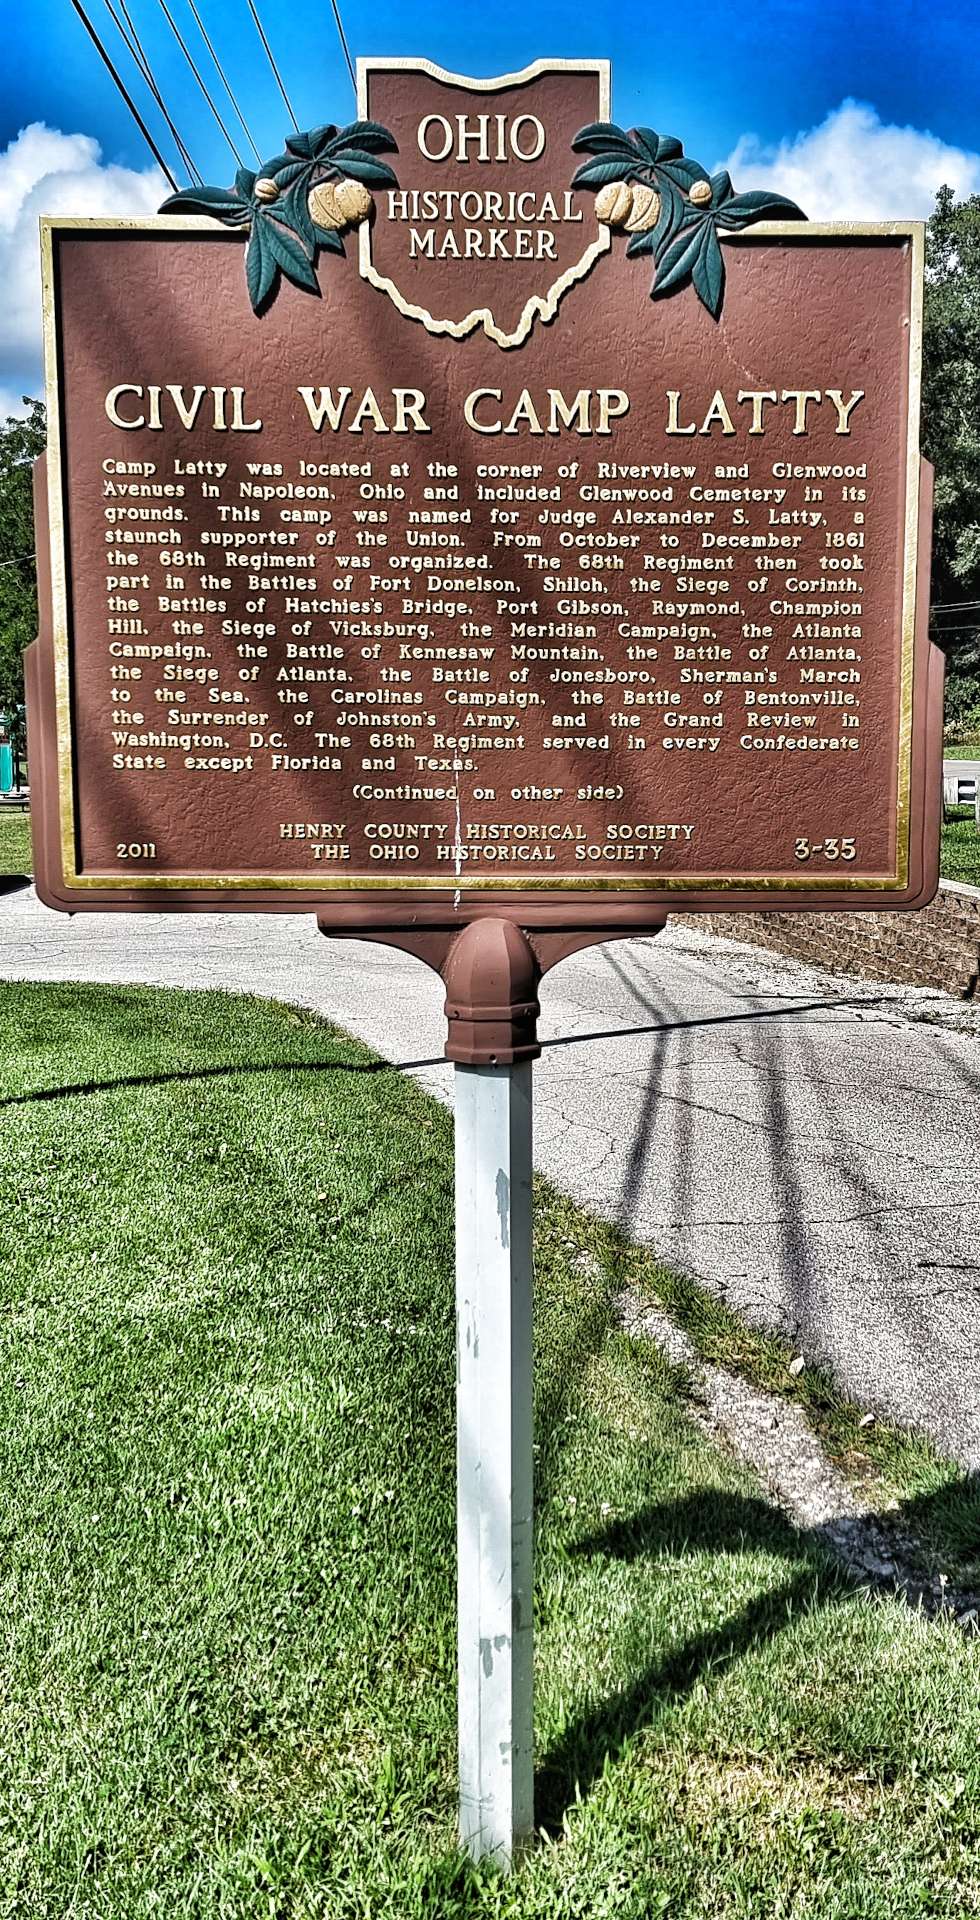 OHIO
HISTORICAL
MARKER
CIVIL WAR CAMP LATTY
Camp Latty was located at the corner of Riverview and Glenwood
Avenues in Napoleon, Ohio and included Glenwood Cemetery in its
grounds. This camp was named for Judge Alexander S. Latty, a
staunch supporter of the Union. From October to December 1861
the 68th Regiment was organized. The 68th Regiment then took
part in the Battles of Fort Donelson, Shiloh, the Siege of Corinth,
the Battles of Hatchies's Bridge, Port Gibson, Raymond, Champion
Hill, the Siege of Vicksburg, the Meridian Campaign, the Atlanta
Campaign, the Battle of Kennesaw Mountain, the Battle of Atlanta,
the Siege of Atlanta, the Battle of Jonesboro, Sherman's March
to the Sea, the Carolinas Campaign, the Battle of Bentonville,
the Surrender of Johnston's Army, and the Grand Review in
Washington, D.C. The 68th Regiment served in every Confederate
State except Florida and Texas.
(Continued on other side)
HENRY COUNTY HISTORICAL SOCIETY
2011 THE OHIO HISTORICAL SOCIETY 3-35